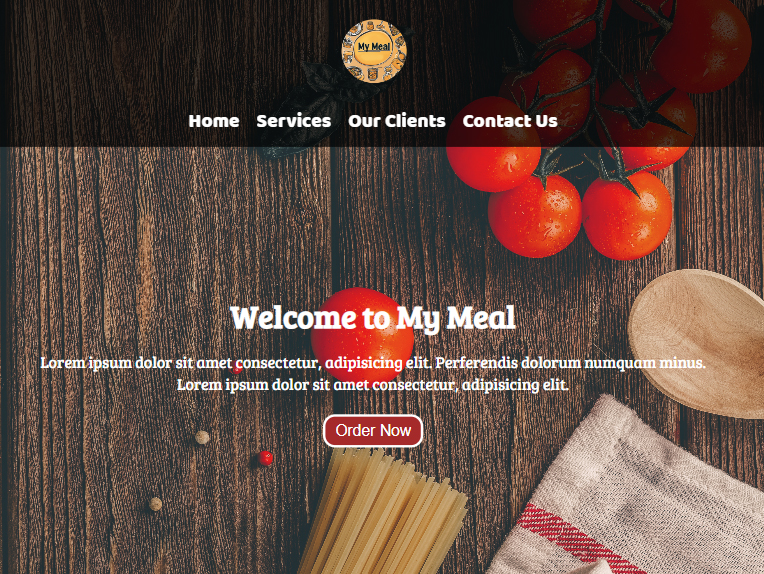 My Meal
Home Services Our Clients Contact Us
Welcome to My Meal
Lorem ipsum dolor sit amet consectetur, adipisicing elit. Perferendis dolorum numquam minus.
Lorem ipsum dolor sit amet consectetur, adipisicing elit.
Order Now